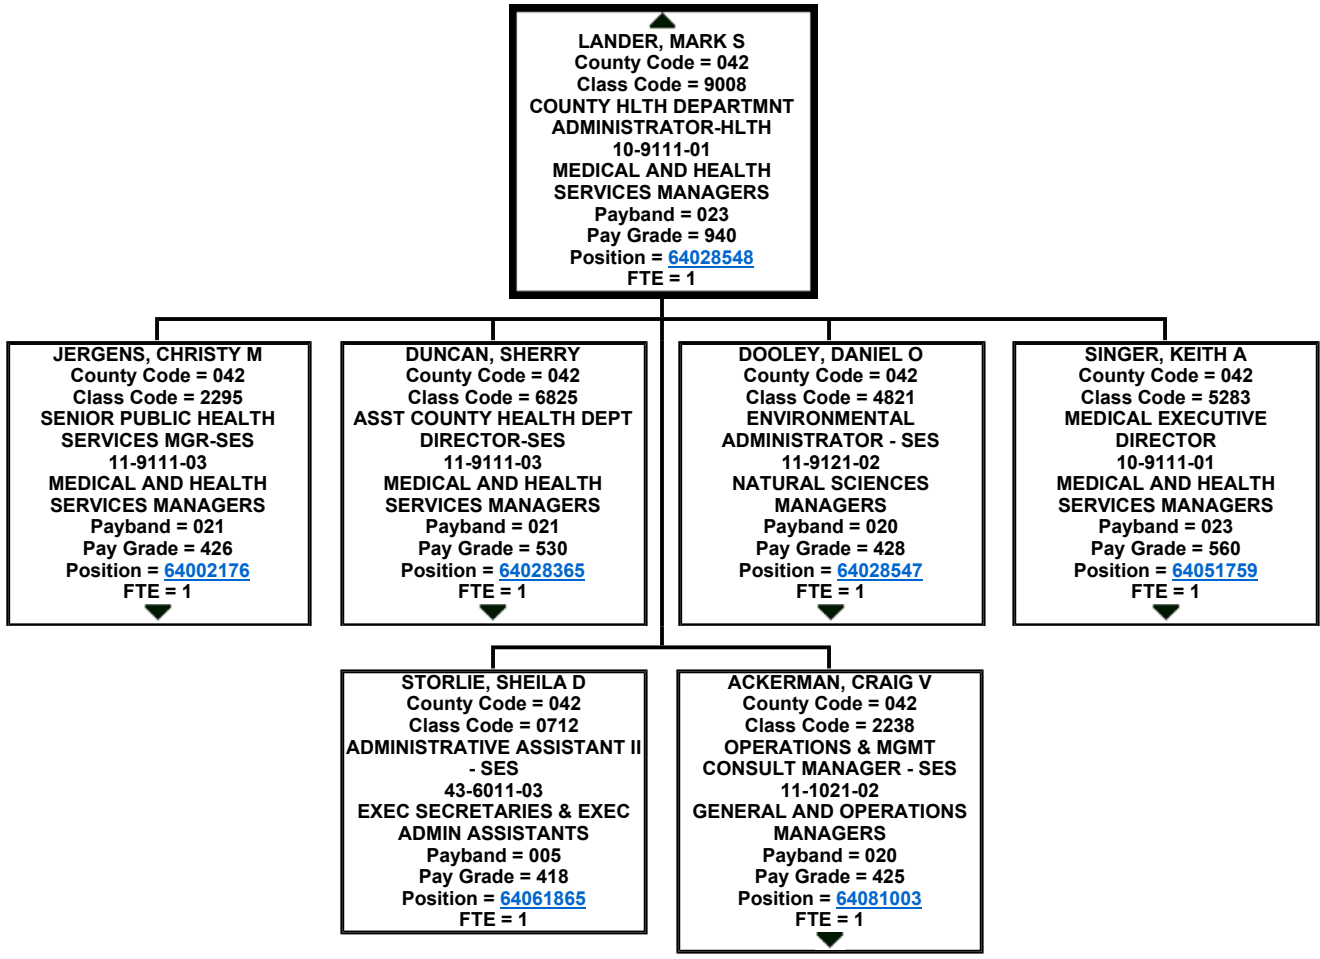 LANDER, MARK S
County Code = 042
Class Code = 9008
COUNTY HLTH DEPARTMNT
ADMINISTRATOR-HLTH
10-9111-01
MEDICAL AND HEALTH
SERVICES MANAGERS
Payband = 023
Pay Grade = 940
Position = 64028548
FTE = 1
JERGENS, CHRISTY M
County Code = 042
Class Code = 2295
SENIOR PUBLIC HEALTH
SERVICES MGR-SES
11-9111-03
MEDICAL AND HEALTH
SERVICES MANAGERS
Payband = 021
Pay Grade = 426
Position = 64002176
FTE = 1
DUNCAN, SHERRY
County Code = 042
Class Code = 6825
ASST COUNTY HEALTH DEPT
DIRECTOR-SES
11-9111-03
MEDICAL AND HEALTH
SERVICES MANAGERS
Payband = 021
Pay Grade = 530
Position = 64028365
FTE = 1
DOOLEY, DANIEL O
County Code = 042
Class Code = 4821
ENVIRONMENTAL
ADMINISTRATOR - SES
11-9121-02
NATURAL SCIENCES
MANAGERS
Payband = 020
Pay Grade = 428
Position = 64028547
FTE = 1
SINGER, KEITH A
County Code = 042
Class Code = 5283
MEDICAL EXECUTIVE
DIRECTOR
10-9111-01
MEDICAL AND HEALTH
SERVICES MANAGERS
Payband = 023
Pay Grade = 560
Position = 64051759
FTE = 1
STORLIE, SHEILA D
County Code = 042
Class Code = 0712
ADMINISTRATIVE ASSISTANT II
- SES
43-6011-03
EXEC SECRETARIES & EXEC
ADMIN ASSISTANTS
Payband = 005
Pay Grade = 418
Position = 64061865
FTE = 1
ACKERMAN, CRAIG V
County Code = 042
Class Code = 2238
OPERATIONS & MGMT
CONSULT MANAGER - SES
11-1021-02
GENERAL AND OPERATIONS
MANAGERS
Payband = 020
Pay Grade = 425
Position = 64081003
FTE = 1